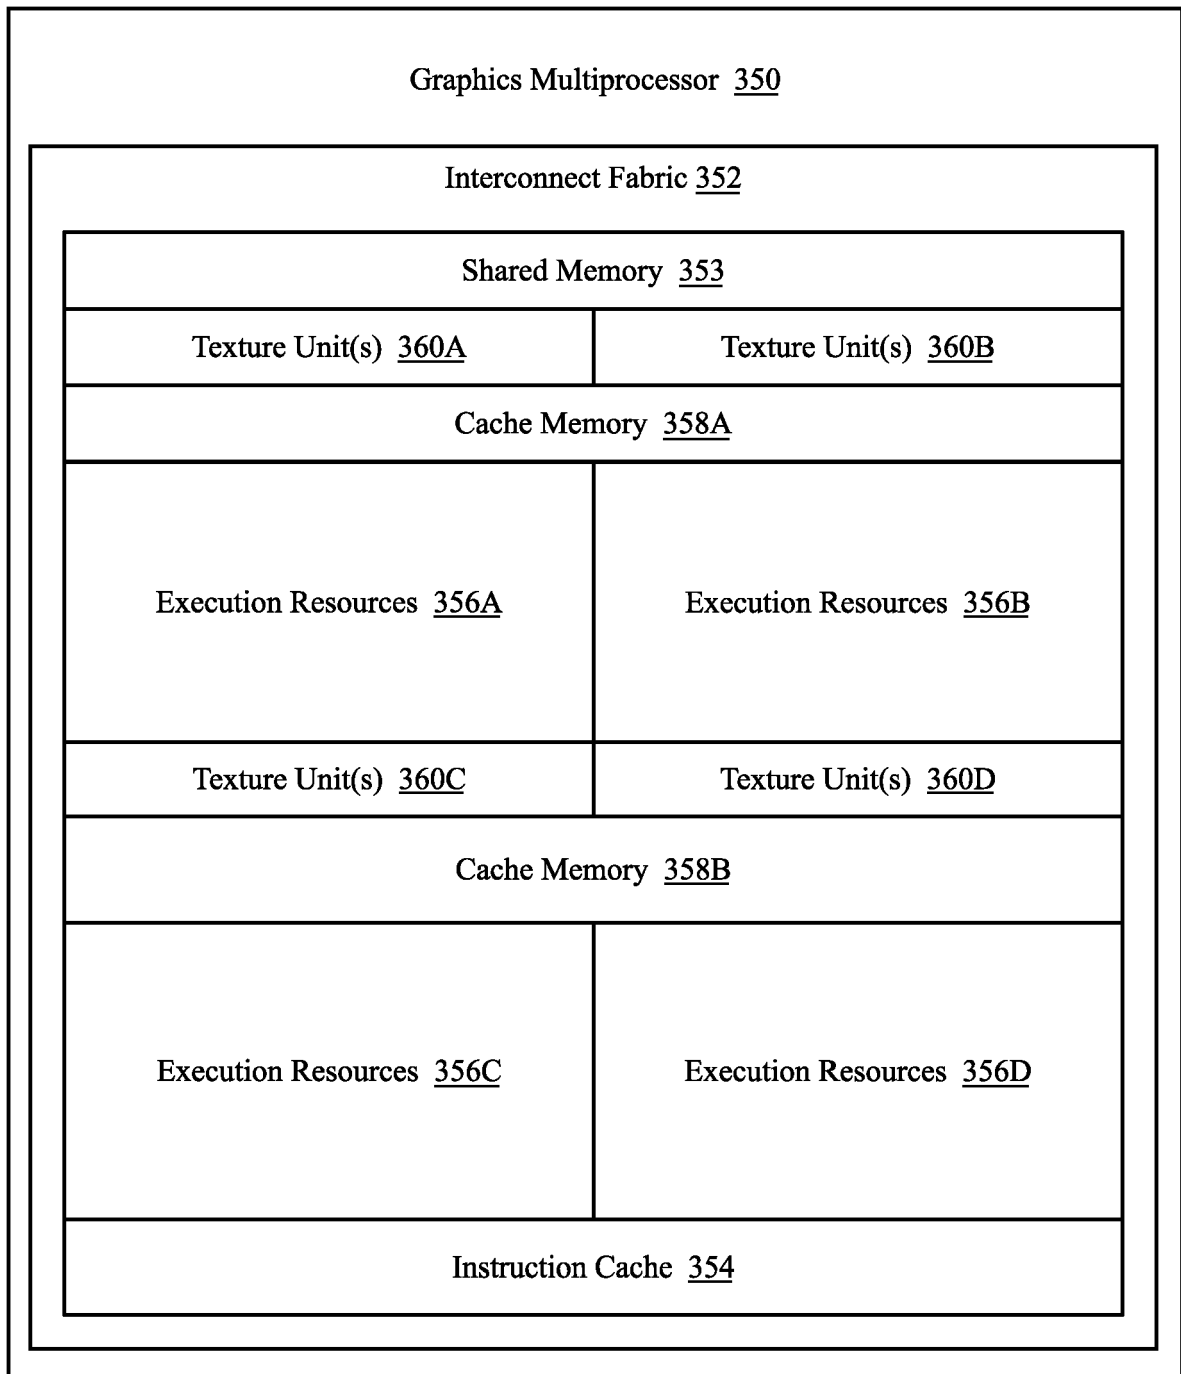 Graphics Multiprocessor 350
Interconnect Fabric 352
Shared Memory 353
Texture Unit(s) 360A
Texture Unit(s) 360B
Cache Memory 358A
Execution Resources 356A
Execution Resources 356B
Texture Unit(s) 360C
Texture Unit(s) 360D
Cache Memory 358B
Execution Resources 356C
Execution Resources 356D
Instruction Cache 354